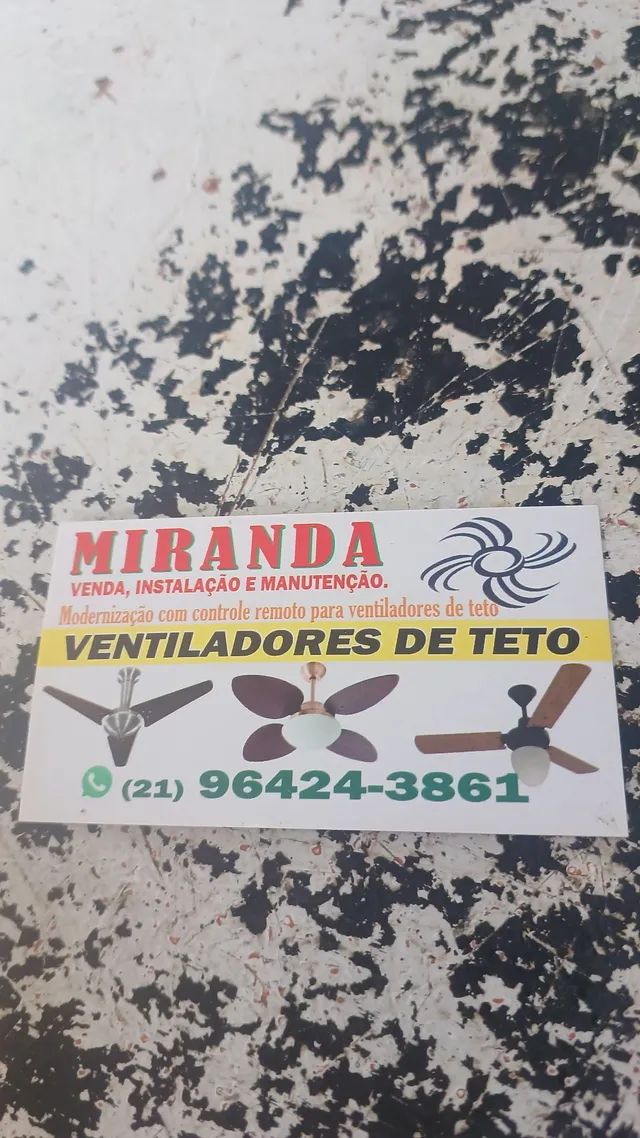 MIRANDA
VENDA, INSTALAÇÃO E MANUTENÇÃO.
Modernização com controle remoto para ventiladores de teto
VENTILADORES DE TETO
(21) 96424-3861